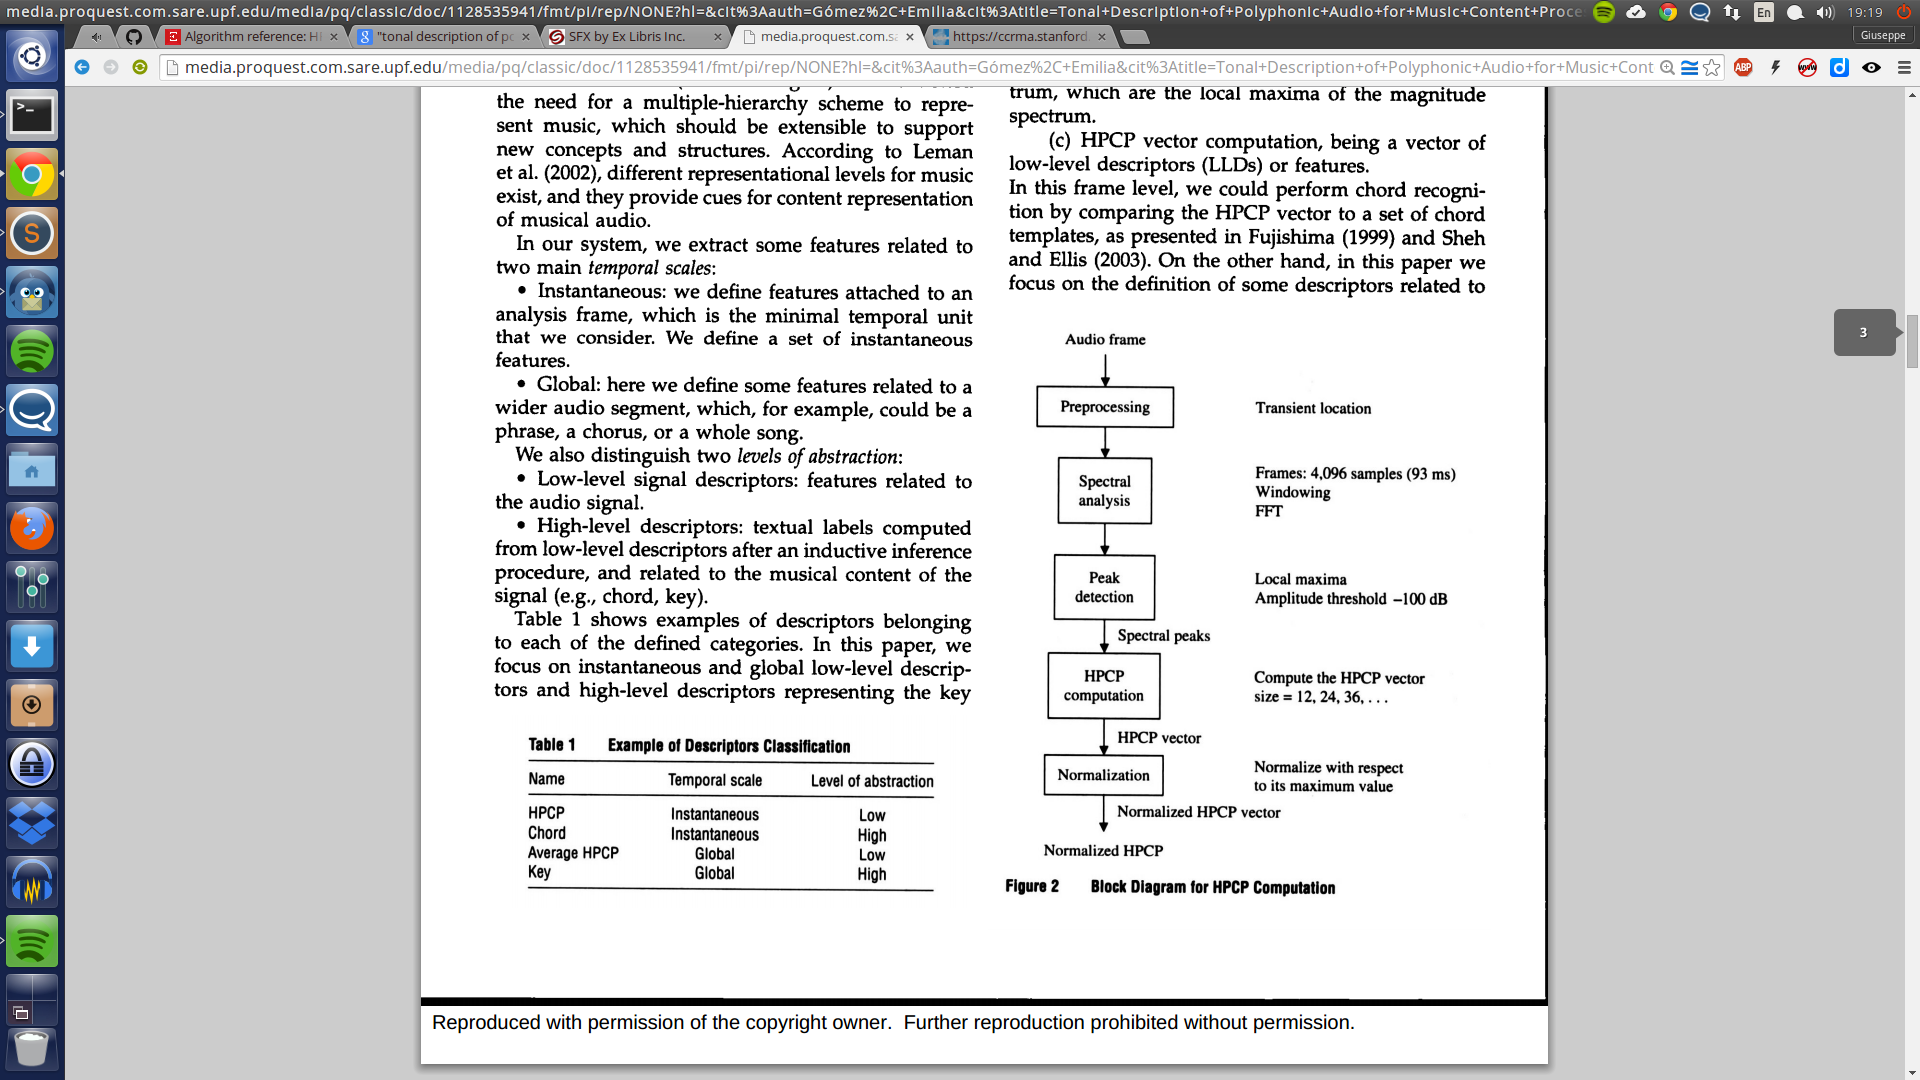 media.proquest.com.sare.upf.edu/media/pq/classic/doc/1128535941/fmt/pi/rep/NONE?hl=&cit%3Aauth=Gómez%2C+Emilia&cit%3Atitle=Tonal+Description+of+Polyphonic+Audio+for+Music+Content+Proce
En
19:19
Algorithm reference: H
"tonal description of po
SFX by Ex Libris Inc.
media.proquest.com.sa
https://ccrma.stanford.
Giuseppe
media.proquest.com.sare.upf.edu/media/pq/classic/doc/1128535941/fmt/pi/rep/NONE?hl=&cit%3Aauth=Gómez%2C+Emilia&cit%3Atitle=Tonal+Description+of+Polyphonic+Audio+for+Music+Cont
ABP
the need for a multiple-hierarchy scheme to repre-
sent music, which should be extensible to support
new concepts and structures. According to Leman
et al. (2002), different representational levels for music
exist, and they provide cues for content representation
of musical audio.
In our system, we extract some features related to
two main temporal scales:
• Instantaneous: we define features attached to an
analysis frame, which is the minimal temporal unit
that we consider. We define a set of instantaneous
features.
• Global: here we define some features related to a
wider audio segment, which, for example, could be a
phrase, a chorus, or a whole song.
We also distinguish two levels of abstraction:
• Low-level signal descriptors: features related to
the audio signal.
• High-level descriptors: textual labels computed
from low-level descriptors after an inductive inference
procedure, and related to the musical content of the
signal (e.g., chord, key).
Table 1 shows examples of descriptors belonging
to each of the defined categories. In this paper, we
focus on instantaneous and global low-level descrip-
tors and high-level descriptors representing the key
Table 1 Example of Descriptors Classification
Name Temporal scale Level of abstraction
HPCP Instantaneous Low
Chord Instantaneous High
Average HPCP Global Low
Key Global High
trum, which are the local maxima of the magnitude
spectrum.
(c) HPCP vector computation, being a vector of
low-level descriptors (LLDs) or features.
In this frame level, we could perform chord recogni-
tion by comparing the HPCP vector to a set of chord
templates, as presented in Fujishima (1999) and Sheh
and Ellis (2003). On the other hand, in this paper we
focus on the definition of some descriptors related to
Audio frame
Preprocessing
Transient location
Spectral
analysis
Frames: 4,096 samples (93 ms)
Windowing
FFT
Peak
detection
Local maxima
Amplitude threshold –100 dB
Spectral peaks
HPCP
computation
Compute the HPCP vector
size = 12, 24, 36, . . .
HPCP vector
Normalization
Normalize with respect
to its maximum value
Normalized HPCP vector
Normalized HPCP
Figure 2 Block Diagram for HPCP Computation
3
Reproduced with permission of the copyright owner. Further reproduction prohibited without permission.